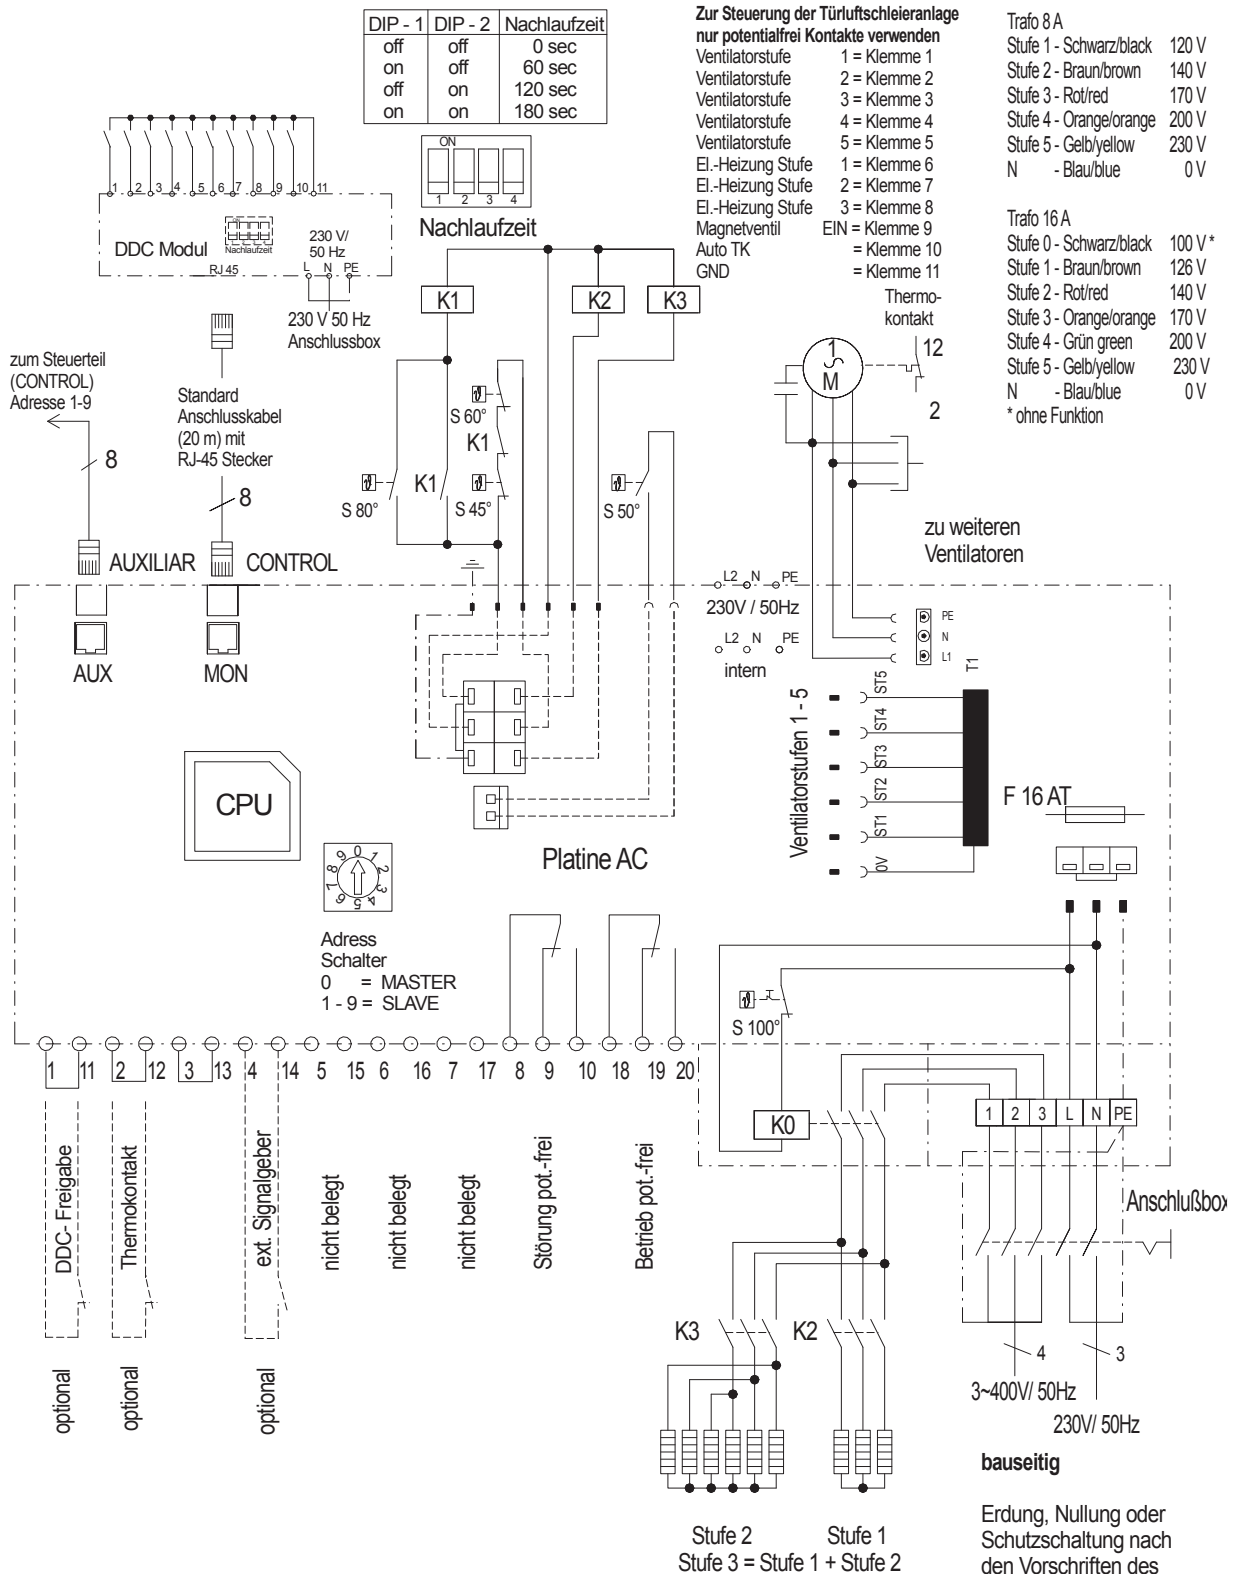 DIP - 1 DIP - 2 Nachlaufzeit
off off 0 sec
on off 60 sec
off on 120 sec
on on 180 sec
ON
1 2 3 4
Nachlaufzeit
Zur Steuerung der Türluftschleieranlage
nur potentialfrei Kontakte verwenden
Ventilatorstufe 1 = Klemme 1
Ventilatorstufe 2 = Klemme 2
Ventilatorstufe 3 = Klemme 3
Ventilatorstufe 4 = Klemme 4
Ventilatorstufe 5 = Klemme 5
El.-Heizung Stufe 1 = Klemme 6
El.-Heizung Stufe 2 = Klemme 7
El.-Heizung Stufe 3 = Klemme 8
Magnetventil EIN = Klemme 9
Auto TK = Klemme 10
GND = Klemme 11
Trafo 8 A
Stufe 1 - Schwarz/black 120 V
Stufe 2 - Braun/brown 140 V
Stufe 3 - Rot/red 170 V
Stufe 4 - Orange/orange 200 V
Stufe 5 - Gelb/yellow 230 V
N - Blau/blue 0 V
Trafo 16 A
Stufe 0 - Schwarz/black 100 V *
Stufe 1 - Braun/brown 126 V
Stufe 2 - Rot/red 140 V
Stufe 3 - Orange/orange 170 V
Stufe 4 - Grün green 200 V
Stufe 5 - Gelb/yellow 230 V
N - Blau/blue 0 V
* ohne Funktion
1 2 3 4 5 6 7 8 9 10 11
DDC Modul
Nachlaufzeit
RJ 45
230 V/
50 Hz
L N PE
230 V 50 Hz
Anschlussbox
zum Steuerteil
(CONTROL)
Adresse 1-9
8
Standard
Anschlusskabel
(20 m) mit
RJ-45 Stecker
8
AUXILIAR
CONTROL
AUX
MON
K1
K2
K3
S 60°
K1
S 80°
K1
S 45°
S 50°
Thermo-
kontakt
12
2
1
M
zu weiteren
Ventilatoren
L2 N PE
230V / 50Hz
L2 N PE
intern
PE
N
L1
T1
Ventilatorstufen 1 - 5
ST5
ST4
ST3
ST2
ST1
0V
F 16 AT
CPU
Platine AC
0 1 2 3 4 5 6 7 8 9
Adress
Schalter
0 = MASTER
1 - 9 = SLAVE
S 100°
K0
1 11 2 12 3 13 4 14 5 15 6 16 7 17 8 9 10 18 19 20
1 2 3 L N PE
DDC- Freigabe
Thermokontakt
ext. Signalgeber
nicht belegt
nicht belegt
nicht belegt
Störung pot.-frei
Betrieb pot.-frei
optional
optional
optional
Anschlußbox
K3
K2
4
3
3~400V/ 50Hz
230V/ 50Hz
bauseitig
Stufe 2 Stufe 1
Stufe 3 = Stufe 1 + Stufe 2
Erdung, Nullung oder
Schutzschaltung nach
den Vorschriften des